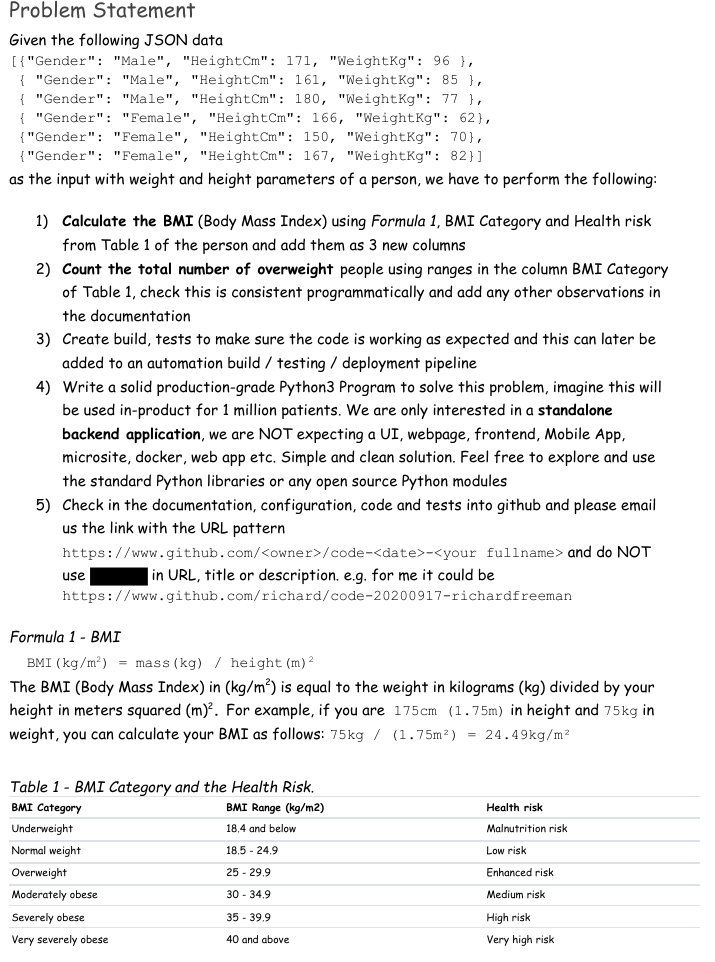 Problem Statement
Given the following JSON data
[{"Gender": "Male", "HeightCm": 171, "WeightKg": 96 },
{ "Gender": "Male", "HeightCm": 161, "WeightKg": 85 },
{ "Gender": "Male", "HeightCm": 180, "WeightKg": 77 },
{ "Gender": "Female", "HeightCm": 166, "WeightKg": 62},
{"Gender": "Female", "HeightCm": 150, "WeightKg": 70},
{"Gender": "Female", "HeightCm": 167, "WeightKg": 82}]
as the input with weight and height parameters of a person, we have to perform the following:
1) Calculate the BMI (Body Mass Index) using Formula 1, BMI Category and Health risk
from Table 1 of the person and add them as 3 new columns
2) Count the total number of overweight people using ranges in the column BMI Category
of Table 1, check this is consistent programmatically and add any other observations in
the documentation
3) Create build, tests to make sure the code is working as expected and this can later be
added to an automation build / testing / deployment pipeline
4) Write a solid production-grade Python3 Program to solve this problem, imagine this will
be used in-product for 1 million patients. We are only interested in a standalone
backend application, we are NOT expecting a UI, webpage, frontend, Mobile App,
microsite, docker, web app etc. Simple and clean solution. Feel free to explore and use
the standard Python libraries or any open source Python modules
5) Check in the documentation, configuration, code and tests into github and please email
us the link with the URL pattern
https://www.github.com/<owner>/code-<date>-<your fullname> and do NOT
use in URL, title or description. e.g. for me it could be
https://www.github.com/richard/code-20200917-richardfreeman
Formula 1 - BMI
BMI(kg/m²) = mass(kg) / height(m)²
The BMI (Body Mass Index) in (kg/m²) is equal to the weight in kilograms (kg) divided by your
height in meters squared (m)². For example, if you are 175cm (1.75m) in height and 75kg in
weight, you can calculate your BMI as follows: 75kg / (1.75m²) = 24.49kg/m²
Table 1 - BMI Category and the Health Risk.
BMI Category BMI Range (kg/m2) Health risk
Underweight 18.4 and below Malnutrition risk
Normal weight 18.5 - 24.9 Low risk
Overweight 25 - 29.9 Enhanced risk
Moderately obese 30 - 34.9 Medium risk
Severely obese 35 - 39.9 High risk
Very severely obese 40 and above Very high risk